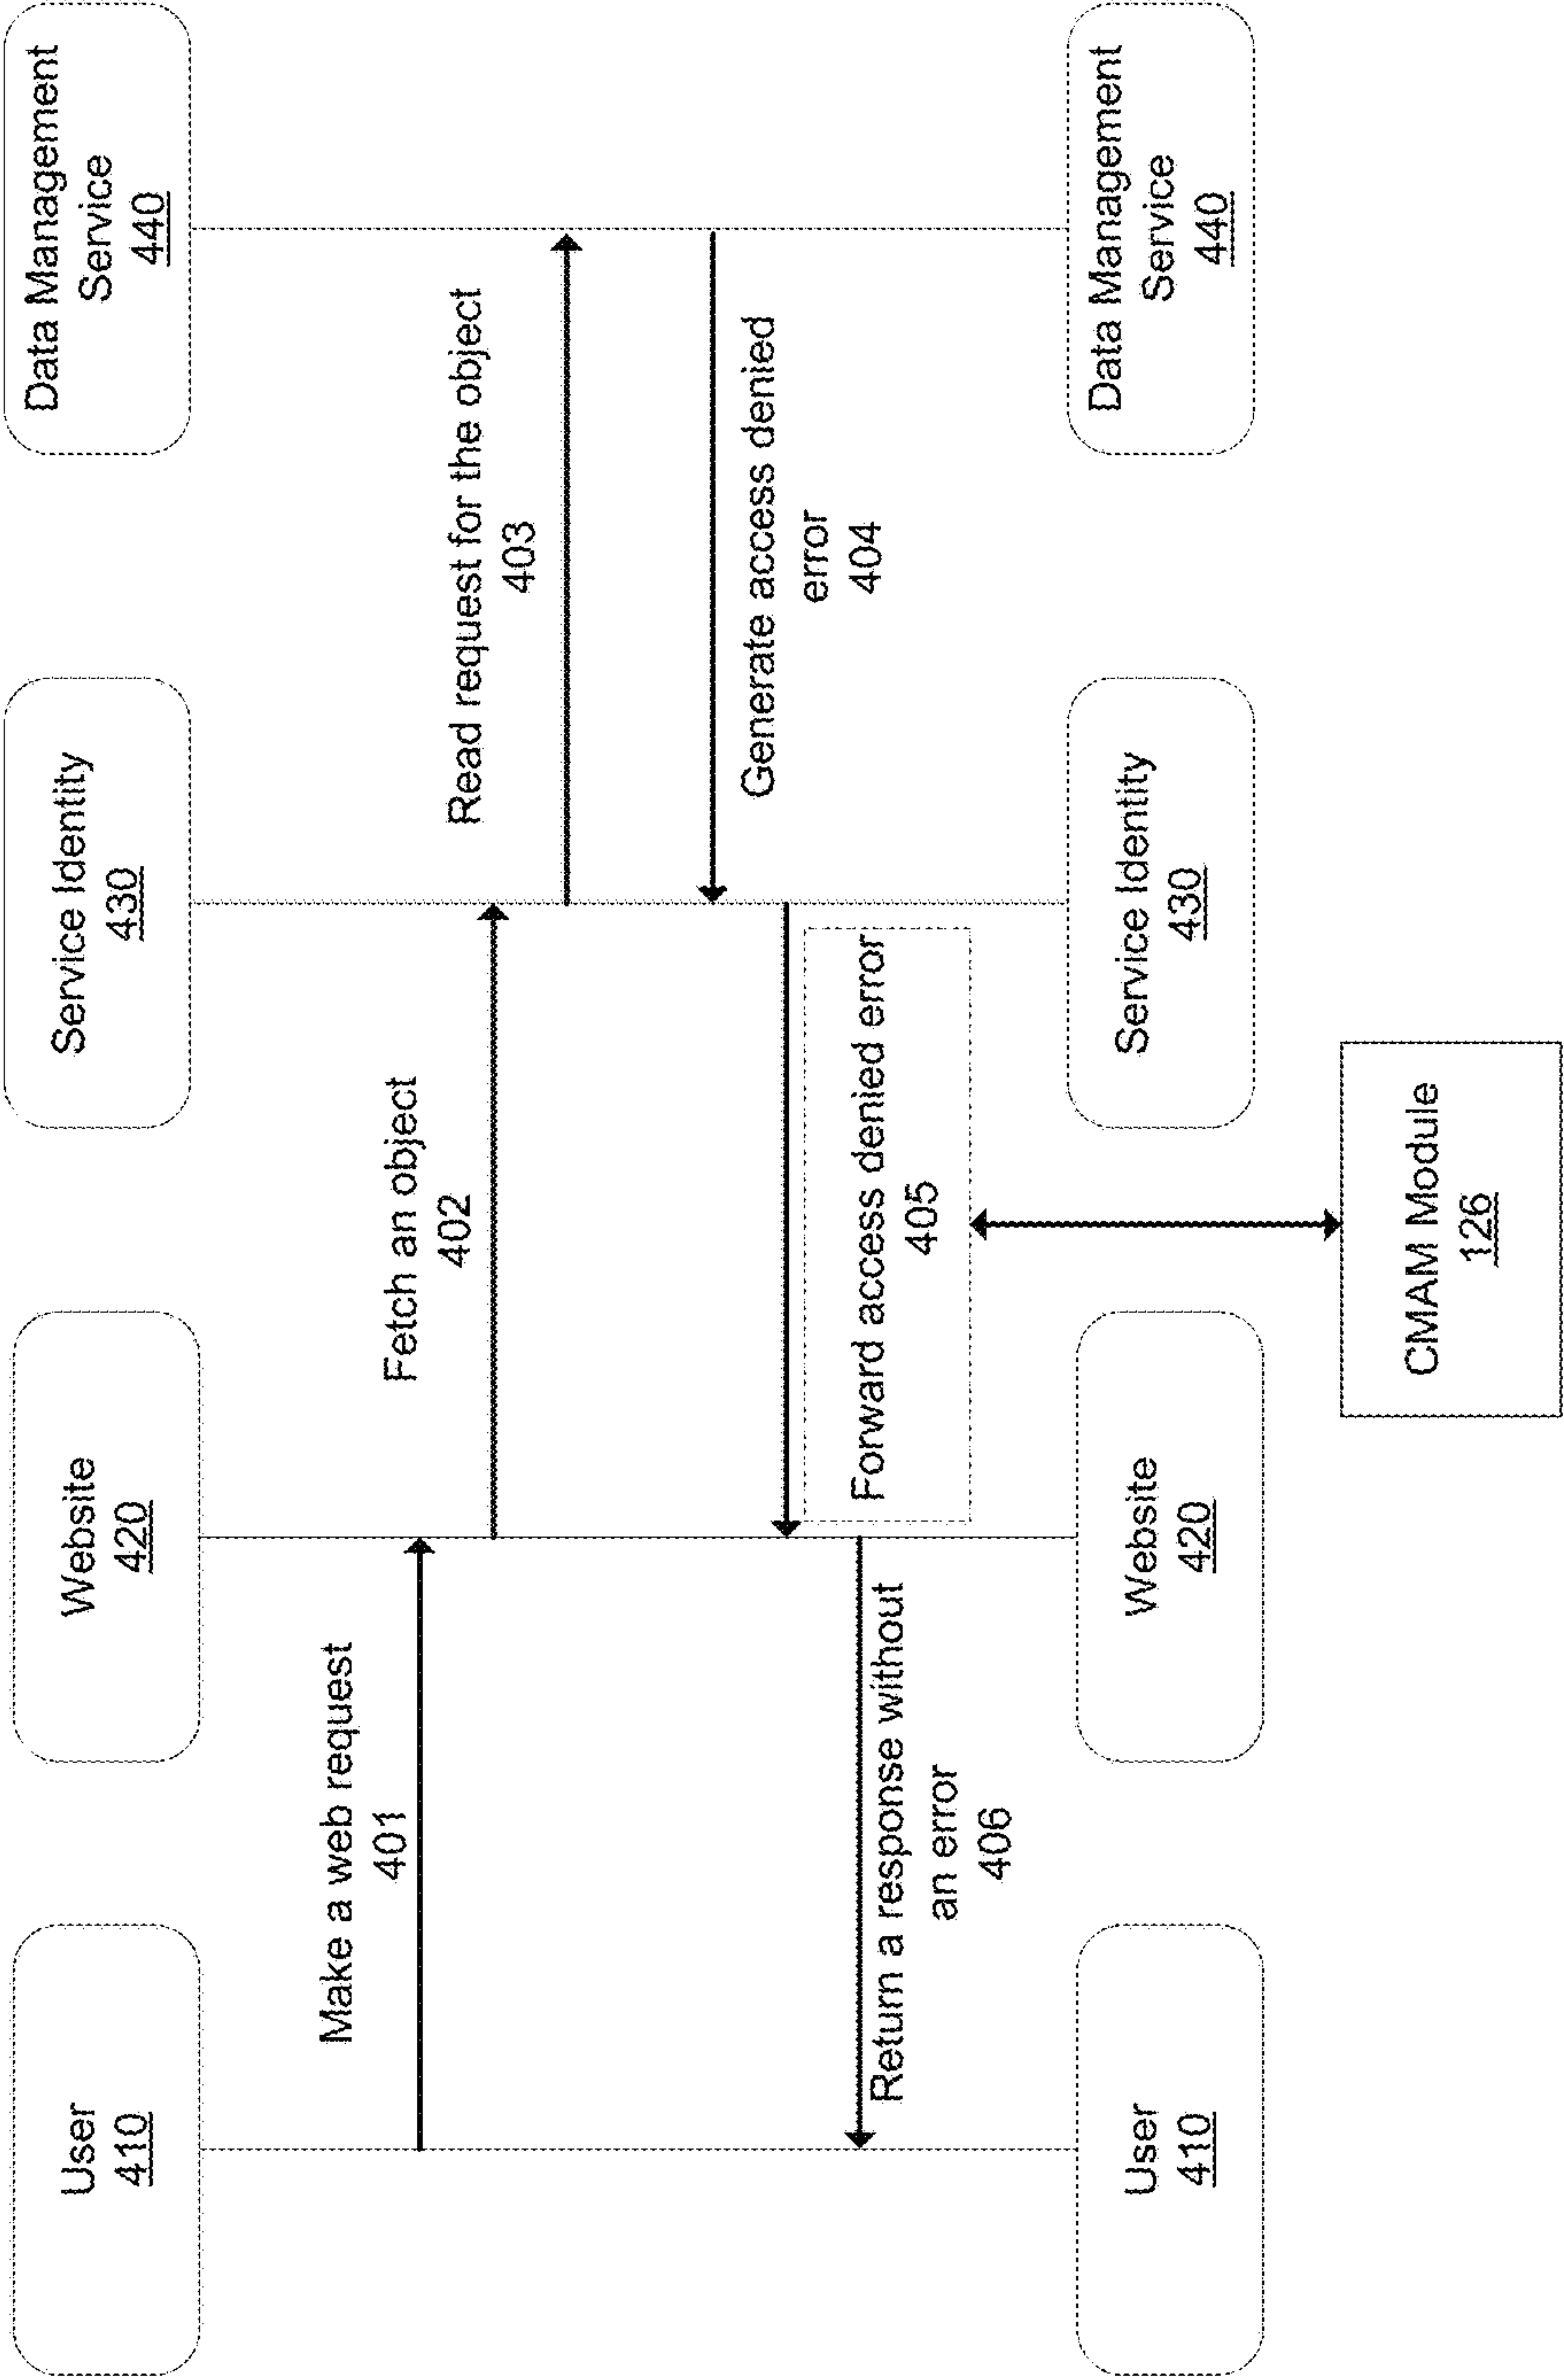 User
410
Website
420
Service Identity
430
Data Management
Service
440
Make a web request
401
Fetch an object
402
Read request for the object
403
Generate access denied
error
404
Forward access denied error
405
Return a response without
an error
406
User
410
Website
420
Service Identity
430
Data Management
Service
440
CMAM Module
126